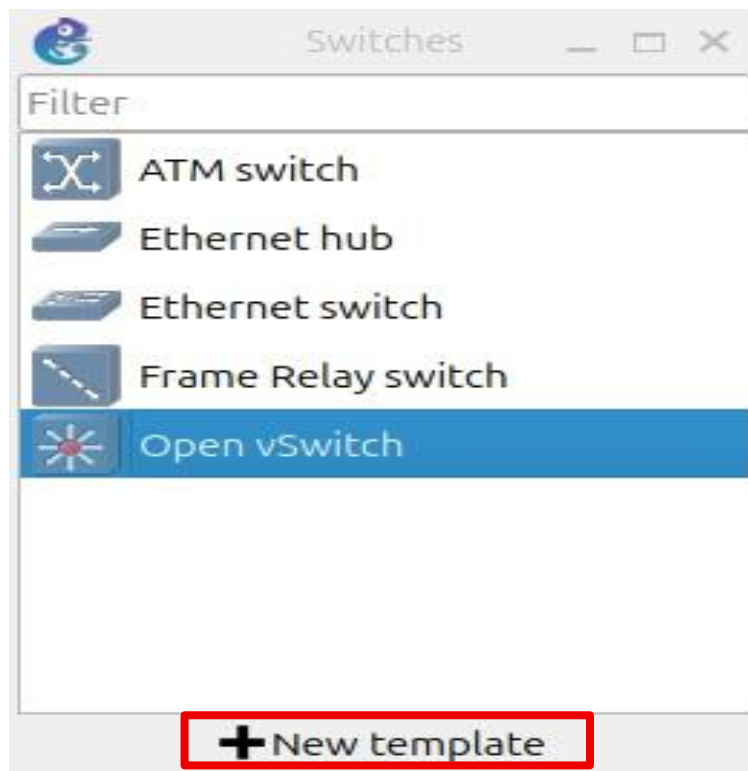 Switches
Filter
ATM switch
Ethernet hub
Ethernet switch
Frame Relay switch
Open vSwitch
New template